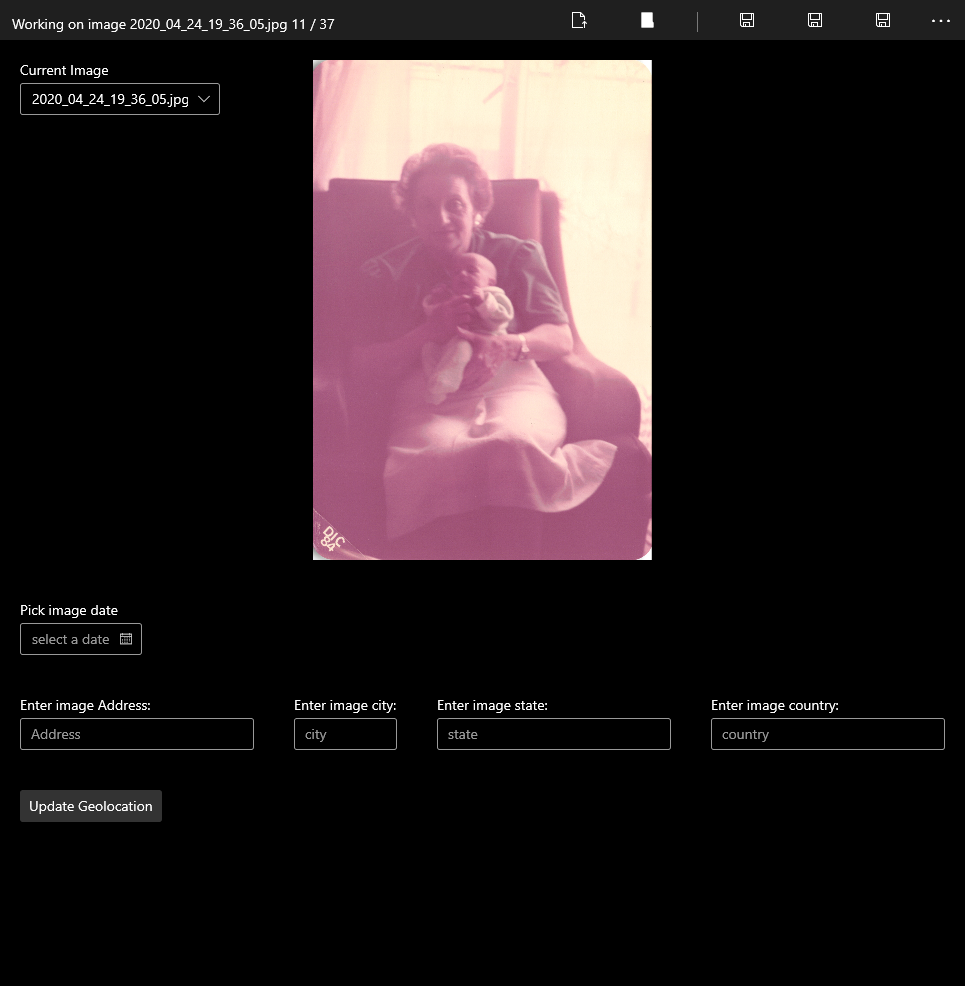 Working on image 2020_04_24_19_36_05.jpg 11 / 37
Current Image
2020_04_24_19_36_05.jpg
DIC
84
Pick image date
select a date
Enter image Address:
Enter image city:
Enter image state:
Enter image country:
Address
city
state
country
Update Geolocation